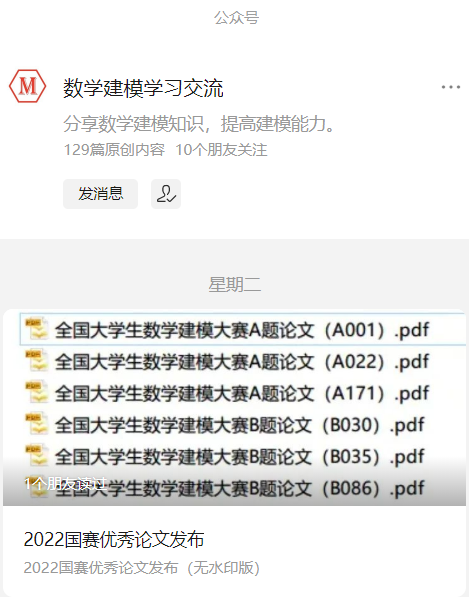 公众号
M
数学建模学习交流
分享数学建模知识，提高建模能力。
129篇原创内容 10个朋友关注
发消息
星期二
全国大学生数学建模大赛A题论文（A001）.pdf
全国大学生数学建模大赛A题论文（A022）.pdf
全国大学生数学建模大赛A题论文（A171）.pdf
全国大学生数学建模大赛B题论文（B030）.pdf
全国大学生数学建模大赛B题论文（B035）.pdf
1个朋友读过
全国大学生数学建模大赛B题论文（B086）.pdf
2022国赛优秀论文发布
2022国赛优秀论文发布（无水印版）